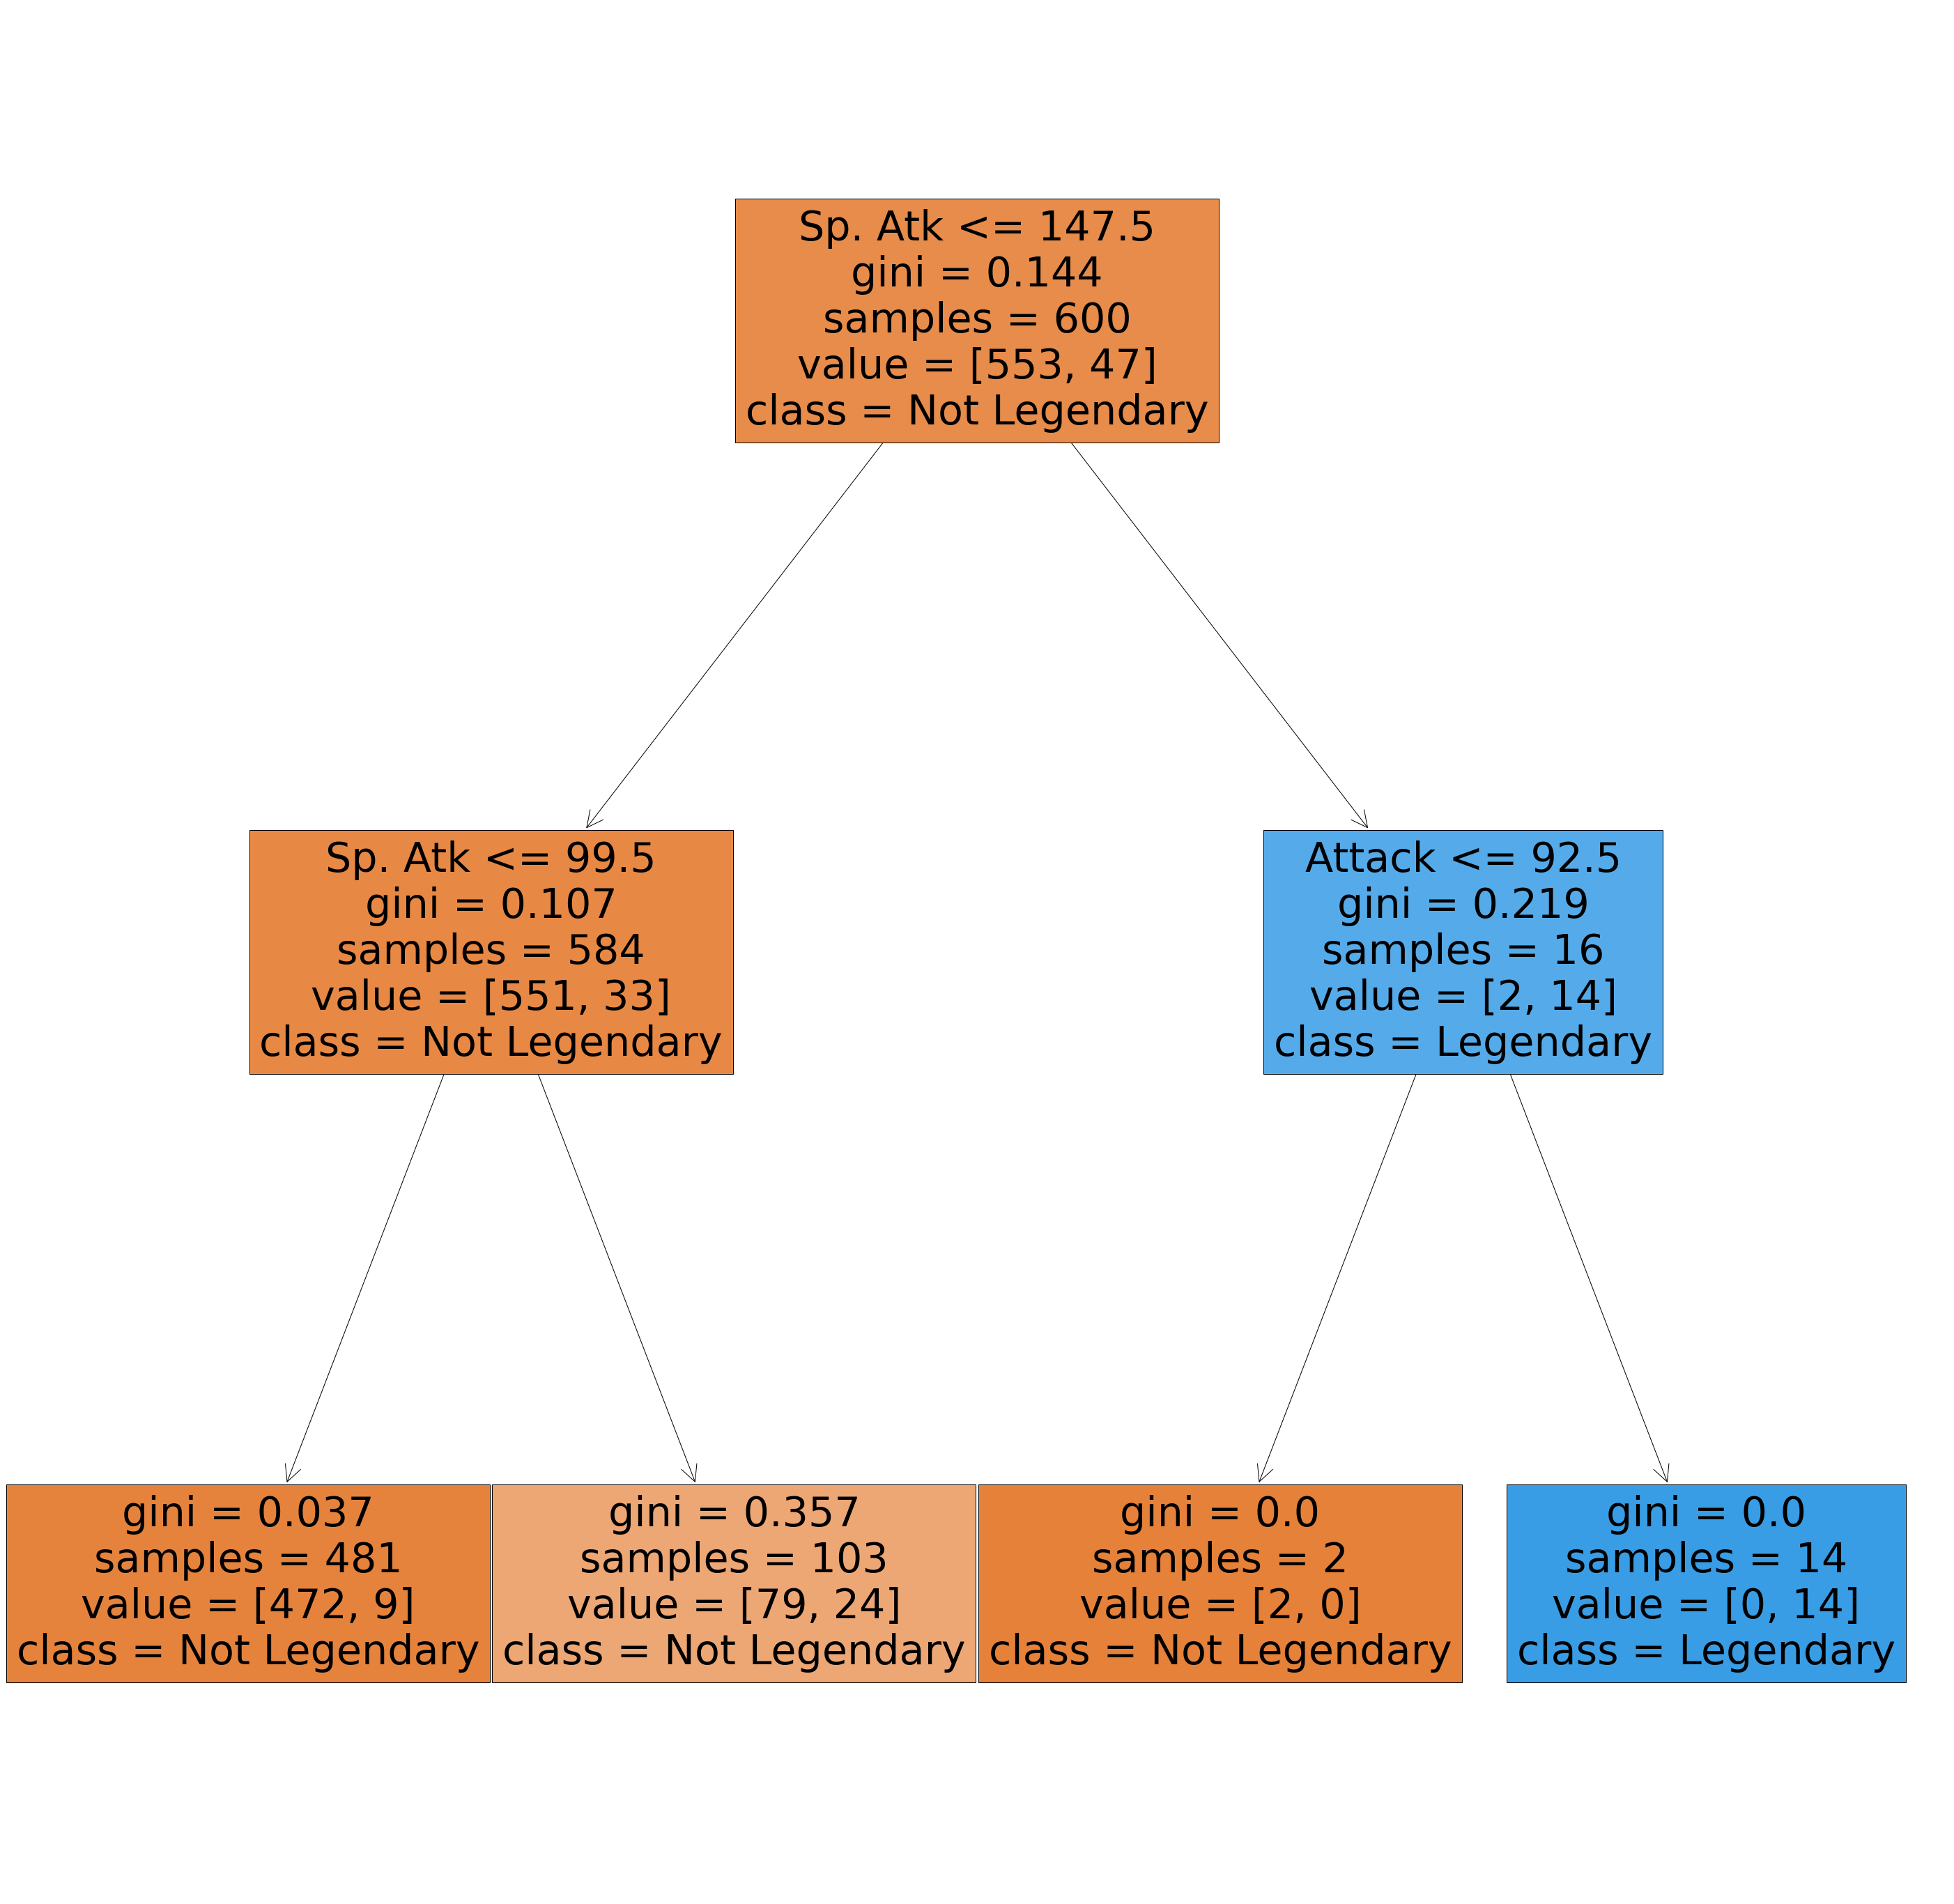 Sp. Atk <= 147.5
gini = 0.144
samples = 600
value = [553, 47]
class = Not Legendary
Sp. Atk <= 99.5
gini = 0.107
samples = 584
value = [551, 33]
class = Not Legendary
Attack <= 92.5
gini = 0.219
samples = 16
value = [2, 14]
class = Legendary
gini = 0.037
samples = 481
value = [472, 9]
class = Not Legendary
gini = 0.357
samples = 103
value = [79, 24]
class = Not Legendary
gini = 0.0
samples = 2
value = [2, 0]
class = Not Legendary
gini = 0.0
samples = 14
value = [0, 14]
class = Legendary